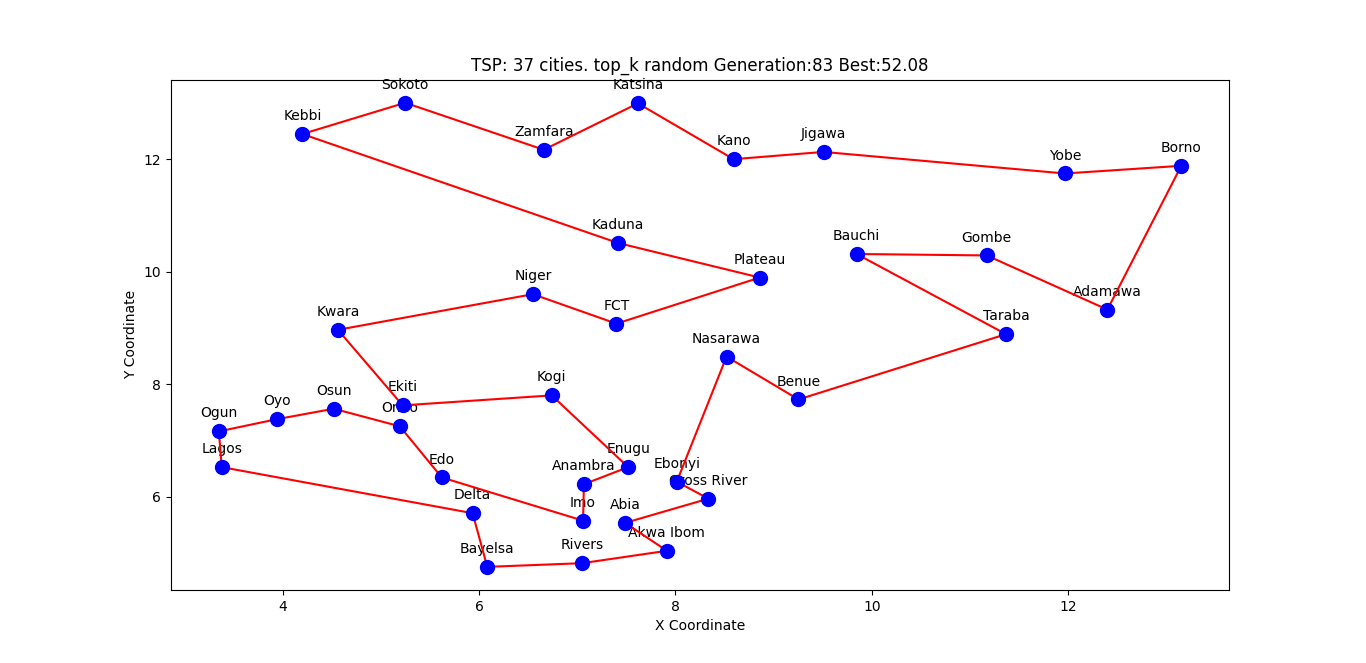 TSP: 37 cities. top_k random Generation:83 Best:52.08
Sokoto
Katsina
Kebbi
Zamfara
Kano
Jigawa
Yobe
Borno
12
Kaduna
Bauchi
Gombe
Plateau
10
Niger
FCT
Adamawa
Kwara
Taraba
Nasarawa
Y Coordinate
8
Kogi
Benue
Ekiti
Osun
Oyo
Ogun
Lagos
Enugu
Edo
Anambra
Ebonyi
Cross River
6
Delta
Imo
Abia
Akwa Ibom
Bayelsa
Rivers
4 6 8 10 12
X Coordinate